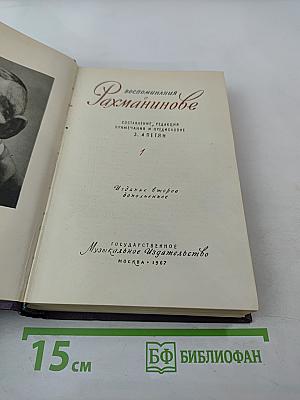 ВОСПОМИНАНИЯ
о
Рахманинове
СОСТАВЛЕНИЕ, РЕДАКЦИЯ
ПРИМЕЧАНИЯ И ПРЕДИСЛОВИЕ
З. АПЕТЯН
1
Издание второе
дополненное
ГОСУДАРСТВЕННОЕ
Музыкальное Издательство
МОСКВА • 1967
15 см
БФ БИБЛИОФАН